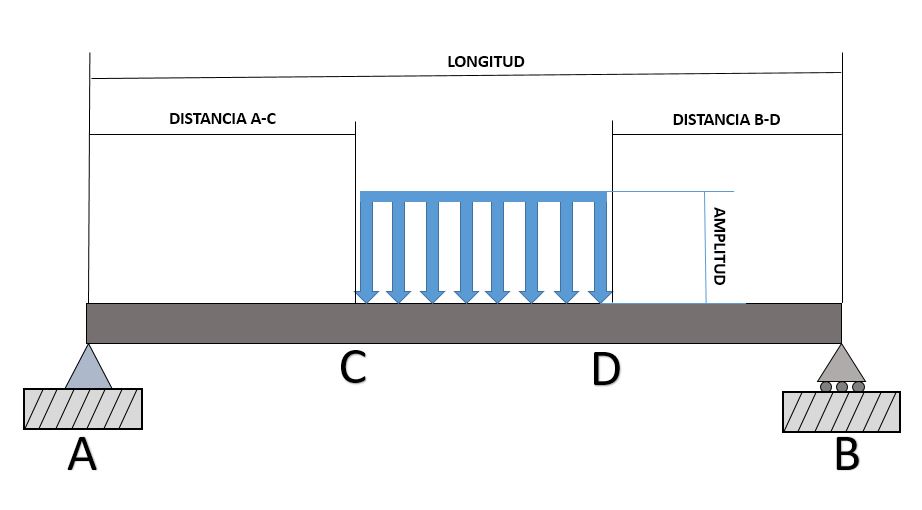 LONGITUD
DISTANCIA A-C
DISTANCIA B-D
AMPLITUD
C
D
A
B